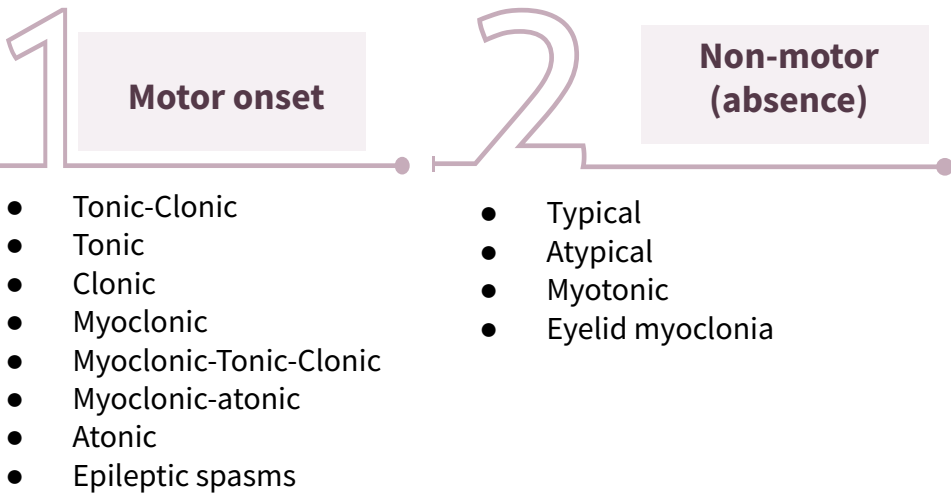 1
Motor onset
● Tonic-Clonic
● Tonic
● Clonic
● Myoclonic
● Myoclonic-Tonic-Clonic
● Myoclonic-atonic
● Atonic
● Epileptic spasms
2
Non-motor
(absence)
● Typical
● Atypical
● Myotonic
● Eyelid myoclonia